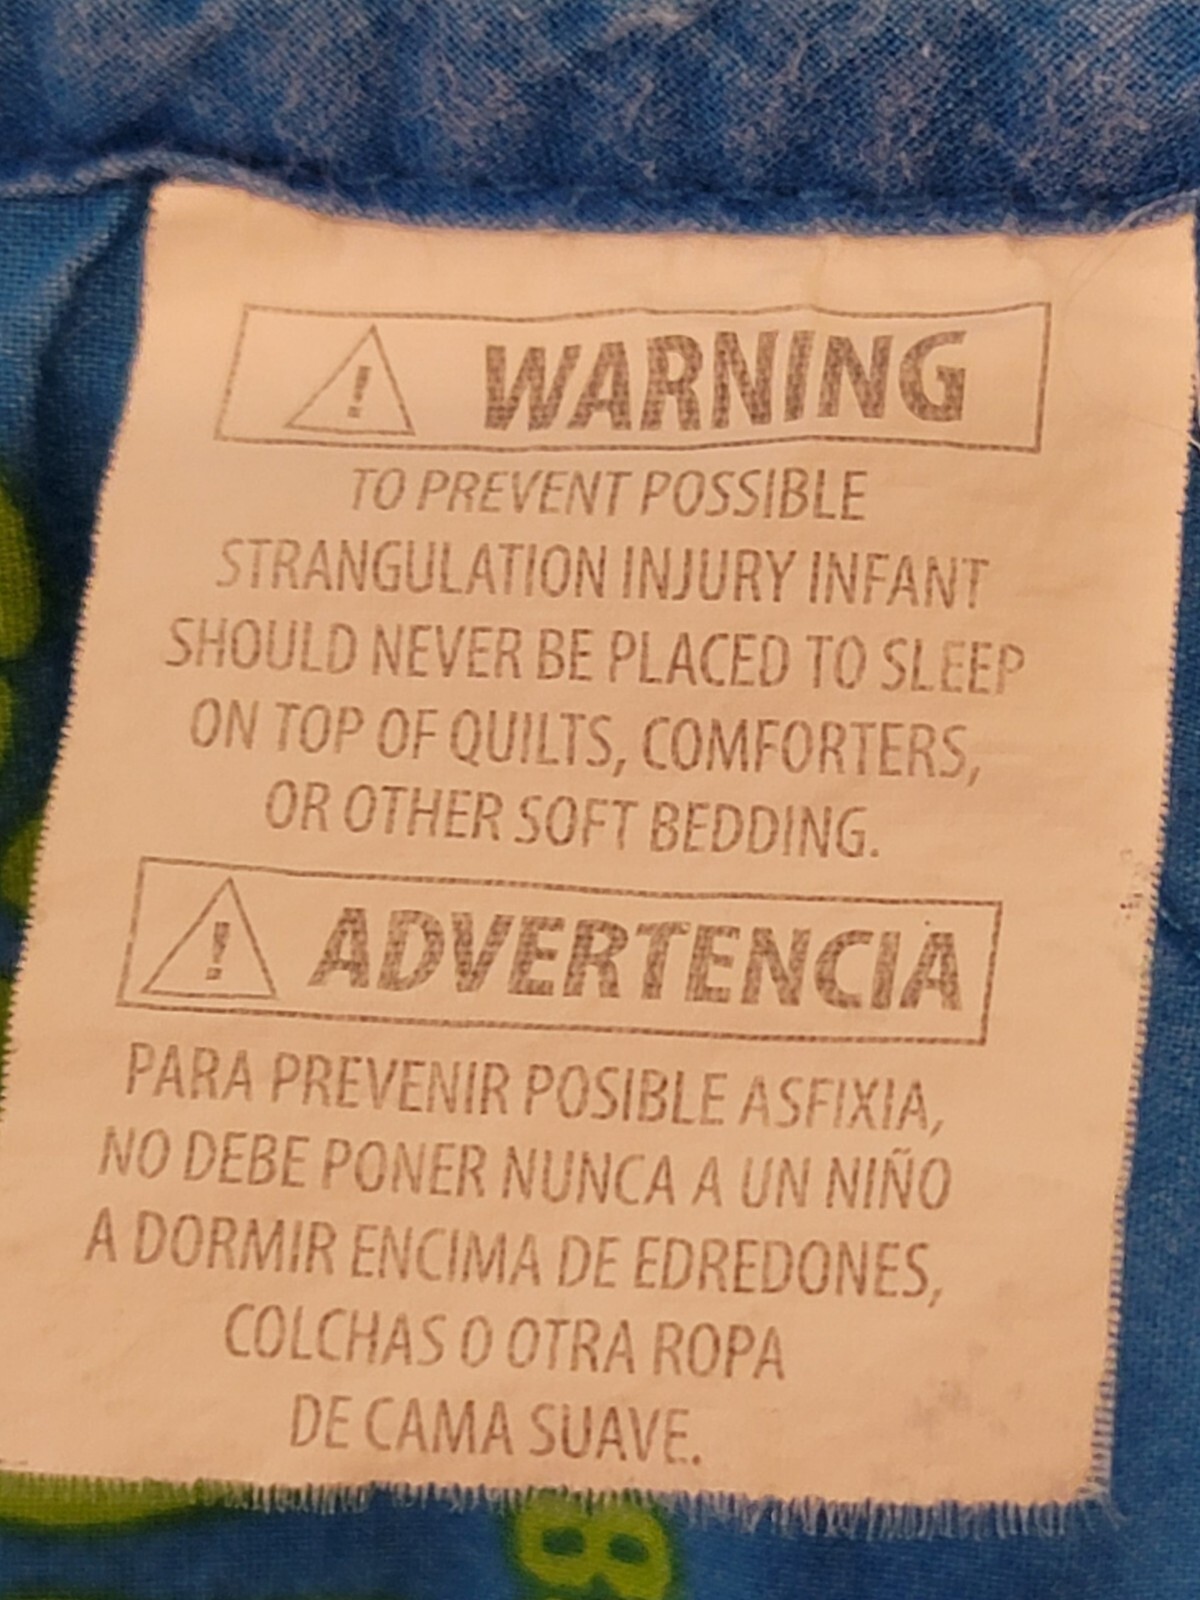 WARNING
TO PREVENT POSSIBLE
STRANGULATION INJURY INFANT
SHOULD NEVER BE PLACED TO SLEEP
ON TOP OF QUILTS, COMFORTERS,
OR OTHER SOFT BEDDING.
ADVERTENCIA
PARA PREVENIR POSIBLE ASFIXIA,
NO DEBE PONER NUNCA A UN NIÑO
A DORMIR ENCIMA DE EDREDONES,
COLCHAS O OTRA ROPA
DE CAMA SUAVE.